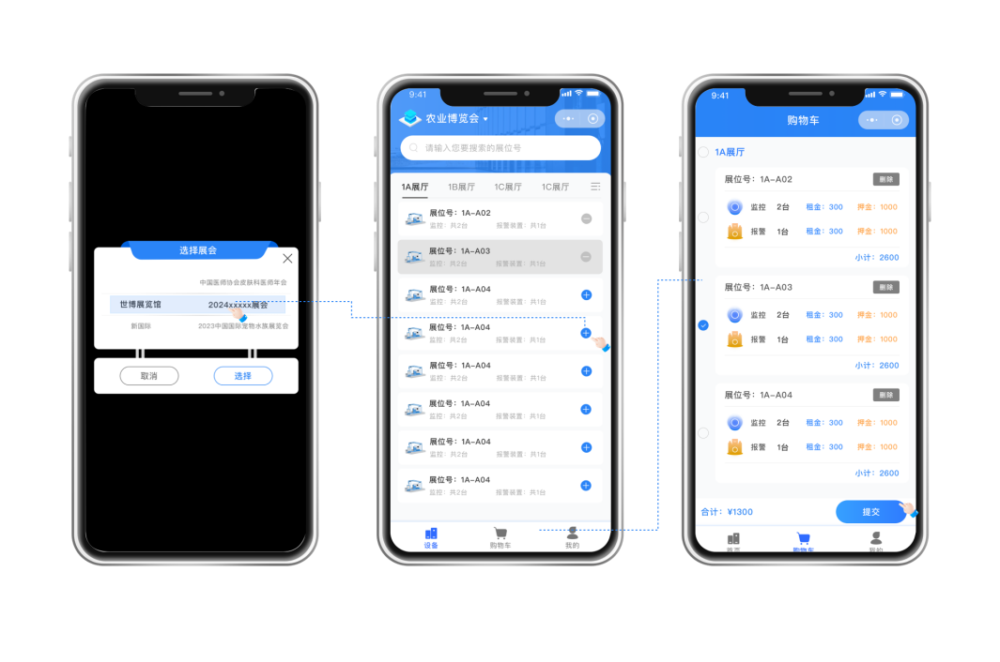 选择展会
中国医师协会皮肤科医师年会
世博展览馆 2024xxxxx展会
新国际 2023中国国际宠物水族展览会
取消 选择
9:41
农业博览会
请输入您要搜索的展位号
1A展厅 1B展厅 1C展厅 1C展厅
展位号：1A-A02
监控：共2台 报警装置：共1台
展位号：1A-A03
监控：共2台 报警装置：共1台
展位号：1A-A04
监控：共2台 报警装置：共1台
展位号：1A-A04
监控：共2台 报警装置：共1台
展位号：1A-A04
监控：共2台 报警装置：共1台
展位号：1A-A04
监控：共2台 报警装置：共1台
展位号：1A-A04
监控：共2台 报警装置：共1台
展位号：1A-A04
监控：共2台 报警装置：共1台
设备 购物车 我的
9:41
购物车
1A展厅
展位号：1A-A02 删除
监控 2台 租金：300 押金：1000
报警 1台 租金：300 押金：1000
小计：2600
展位号：1A-A03 删除
监控 2台 租金：300 押金：1000
报警 1台 租金：300 押金：1000
小计：2600
展位号：1A-A04 删除
监控 2台 租金：300 押金：1000
报警 1台 租金：300 押金：1000
小计：2600
合计：¥1300 提交
购物车 我的